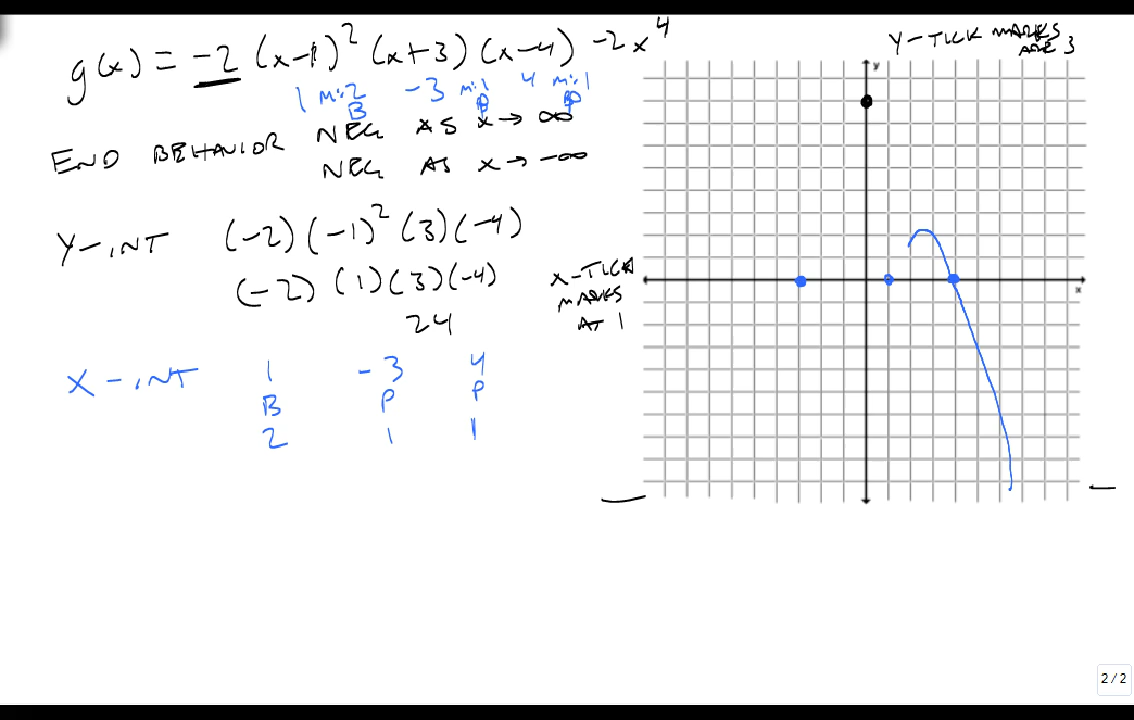 g(x) = -2 (x-1)² (x+3) (x-4) -2x⁴
1 M:2 -3 M:1 4 M:1
B P P
END BEHAVIOR NEG AS x → ∞
NEG AS x → -∞
Y-INT (-2)(-1)² (3)(-4)
(-2) (1)(3)(-4)
24
X-INT 1 -3 4
B P P
2 1 1
X-TICK
MARKS
AT 1
Y-TICK MARKS
ARE 3
y
x
2/2